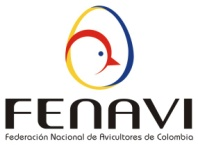 FENAVI
Federación Nacional de Avicultores de Colombia